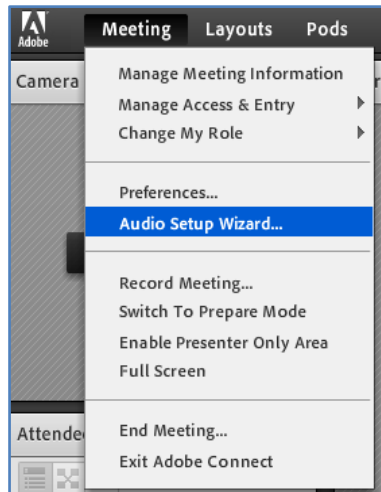 Adobe
Meeting Layouts Pods
Camera
Manage Meeting Information
Manage Access & Entry
Change My Role
Preferences...
Audio Setup Wizard...
Record Meeting...
Switch To Prepare Mode
Enable Presenter Only Area
Full Screen
Attende
End Meeting...
Exit Adobe Connect